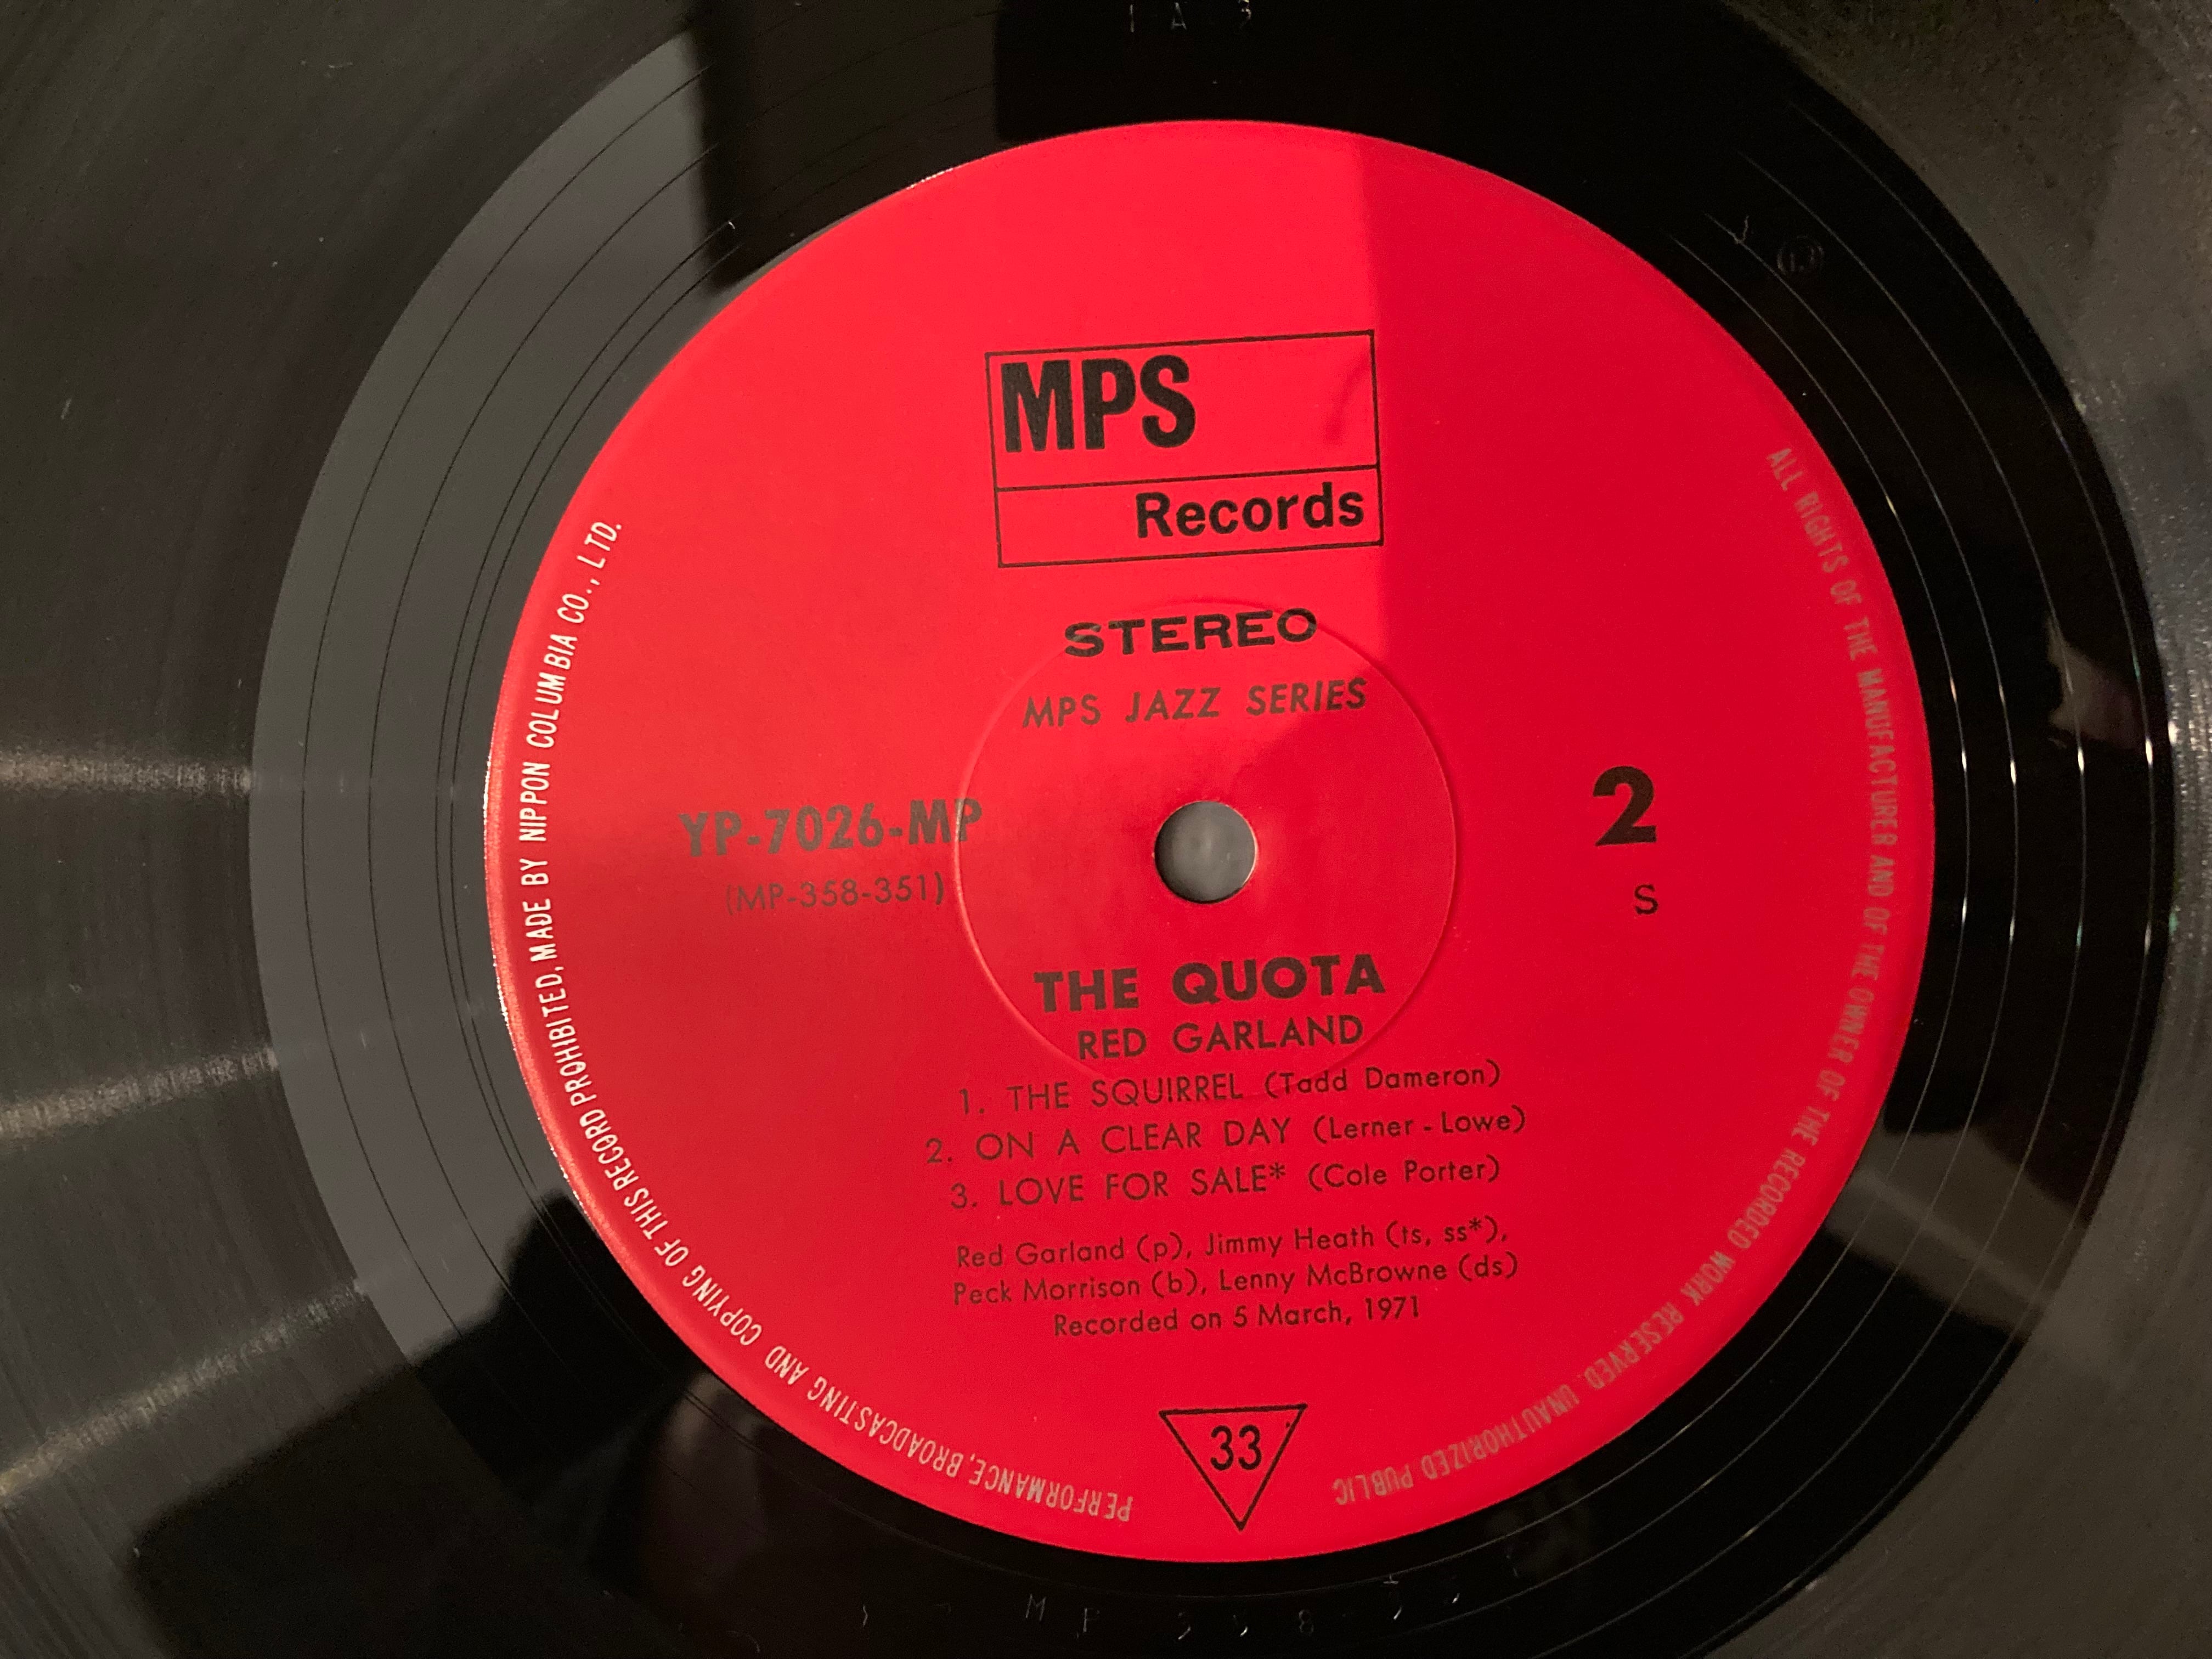 1 A 3
MPS
Records
STEREO
MPS JAZZ SERIES
YP-7026-MP
(MP-358-351)
2
S
THE QUOTA
RED GARLAND
1. THE SQUIRREL (Tadd Dameron)
2. ON A CLEAR DAY (Lerner - Lowe)
3. LOVE FOR SALE* (Cole Porter)
Red Garland (p), Jimmy Heath (ts, ss*),
Peck Morrison (b), Lenny McBrowne (ds)
Recorded on 5 March, 1971
33
ALL RIGHTS OF THE MANUFACTURER AND OF THE OWNER OF THE RECORDED WORK RESERVED. UNAUTHORIZED PUBLIC PERFORMANCE, BROADCASTING AND COPYING OF THIS RECORD PROHIBITED, MADE BY NIPPON COLUMBIA CO., LTD.